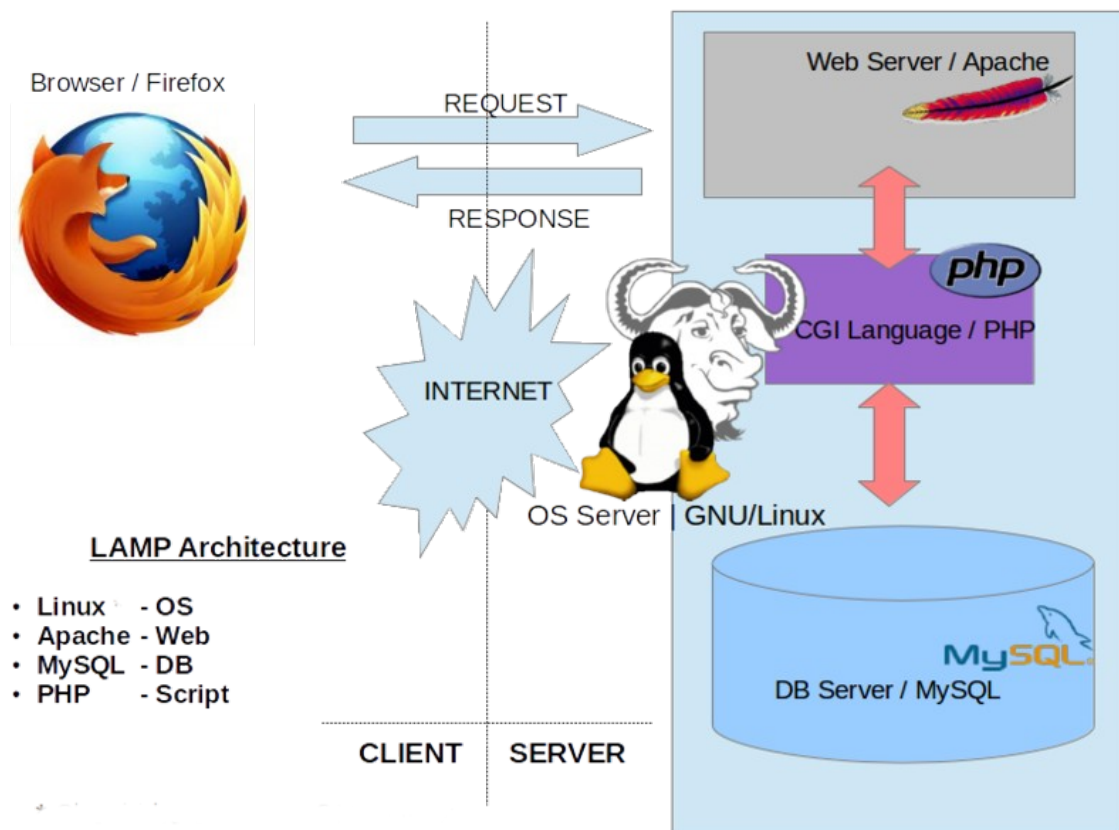 Browser / Firefox
REQUEST
RESPONSE
Web Server / Apache
php
CGI Language / PHP
INTERNET
OS Server | GNU/Linux
MySQL
DB Server / MySQL
LAMP Architecture
• Linux - OS
• Apache - Web
• MySQL - DB
• PHP - Script
CLIENT
SERVER